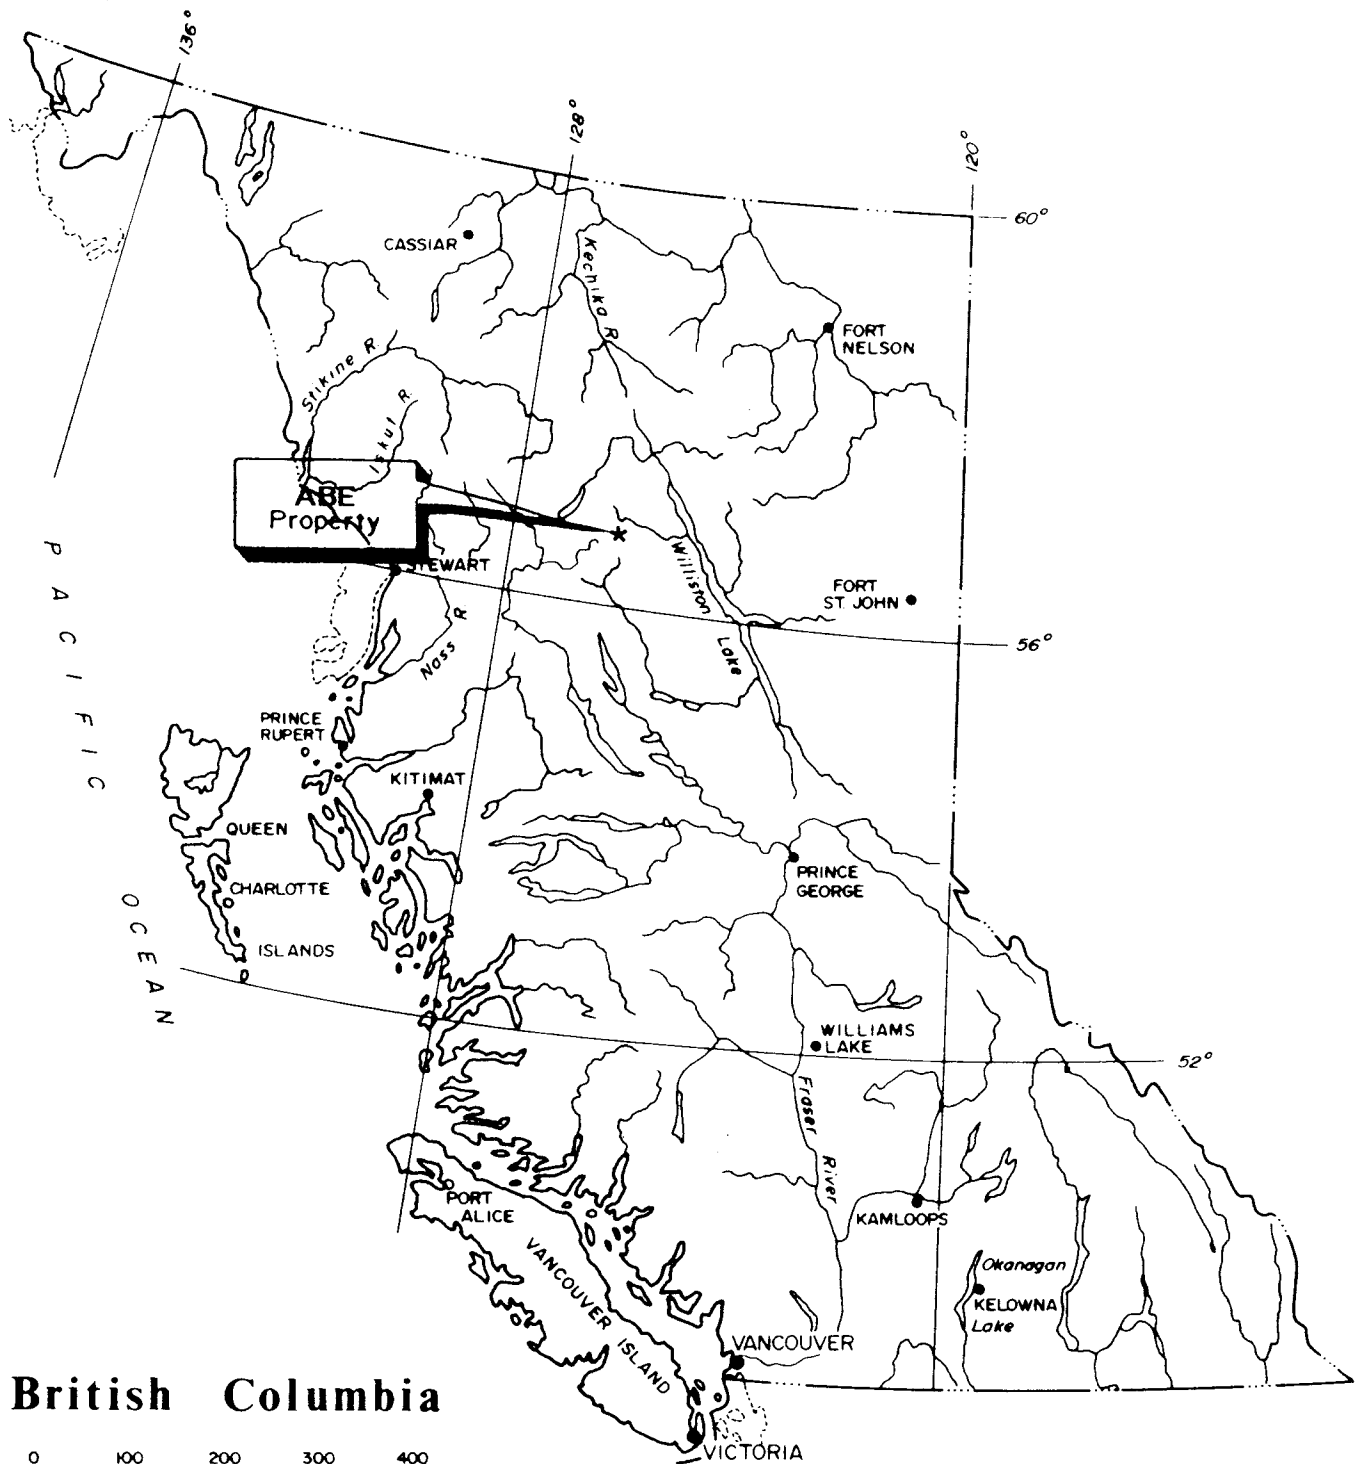 136°
128°
120°
60°
CASSIAR
Kechika R.
FORT
NELSON
Stikine R.
Iskut R.
ABE
Property
STEWART
Williston
Lake
FORT
ST. JOHN
56°
Nass R
PACIFIC
OCEAN
PRINCE
RUPERT
KITIMAT
QUEEN
CHARLOTTE
ISLANDS
PRINCE
GEORGE
WILLIAMS
LAKE
52°
Fraser
River
PORT
ALICE
KAMLOOPS
VANCOUVER ISLAND
Okanagan
KELOWNA
Lake
VANCOUVER
VICTORIA
British Columbia
0 100 200 300 400